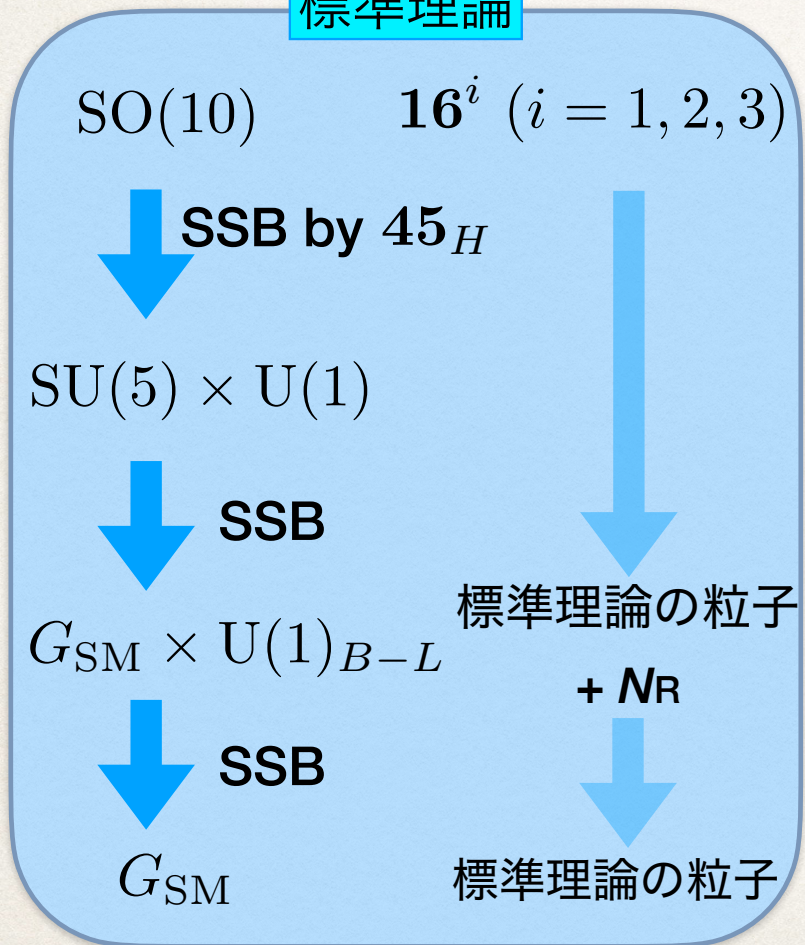 標準理論
SO(10)
16^i (i = 1, 2, 3)
SSB by 45_H
SU(5) × U(1)
SSB
標準理論の粒子
G_SM × U(1)_{B−L}
+ NR
SSB
G_SM
標準理論の粒子